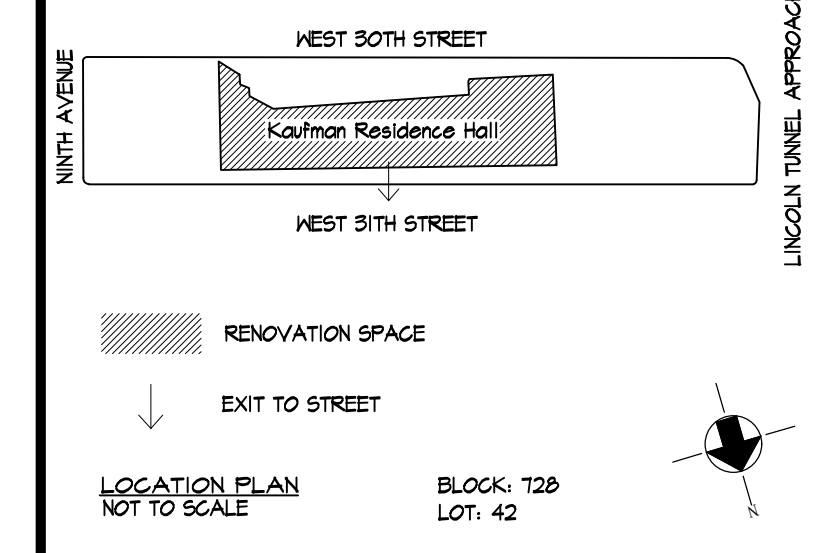 WEST 30TH STREET
NINTH AVENUE
LINCOLN TUNNEL APPROACH
Kaufman Residence Hall
WEST 31TH STREET
RENOVATION SPACE
EXIT TO STREET
LOCATION PLAN
NOT TO SCALE
BLOCK: 728
LOT: 42
N